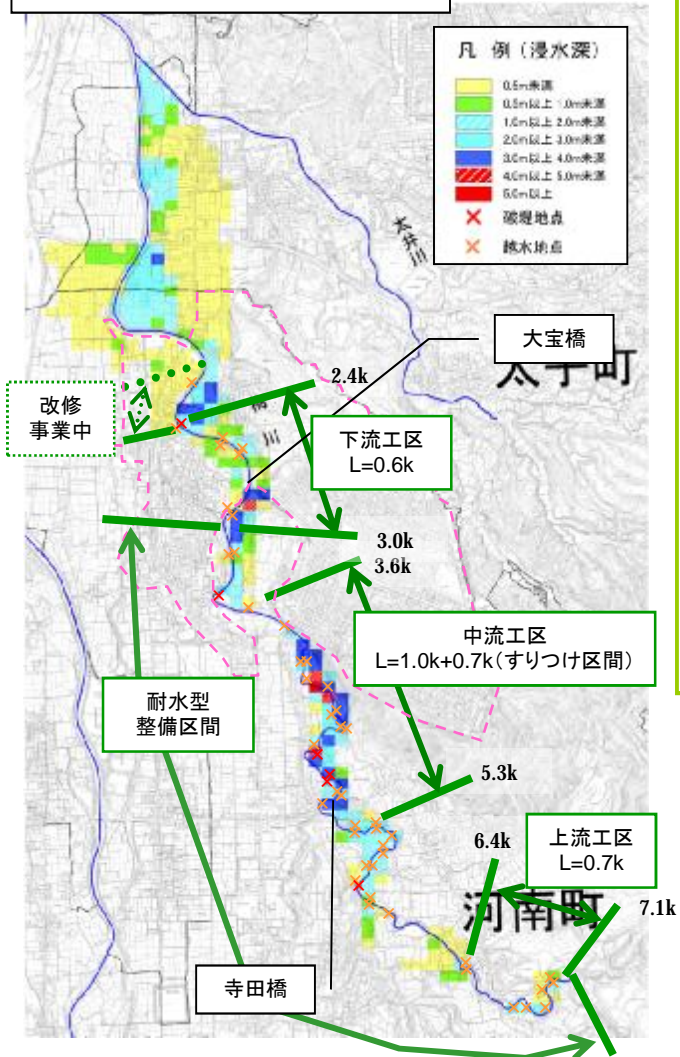 凡 例 (浸水深)
0.5m未満
0.5m以上 1.0m未満
1.0m以上 2.0m未満
2.0m以上 3.0m未満
3.0m以上 4.0m未満
4.0m以上 5.0m未満
5.0m以上
破堤地点
越水地点
太井川
大宝橋
太子町
2.4k
改修
事業中
川
下流工区
L=0.6k
3.0k
3.6k
中流工区
L=1.0k+0.7k(すりつけ区間)
耐水型
整備区間
5.3k
6.4k
上流工区
L=0.7k
河南町
7.1k
寺田橋